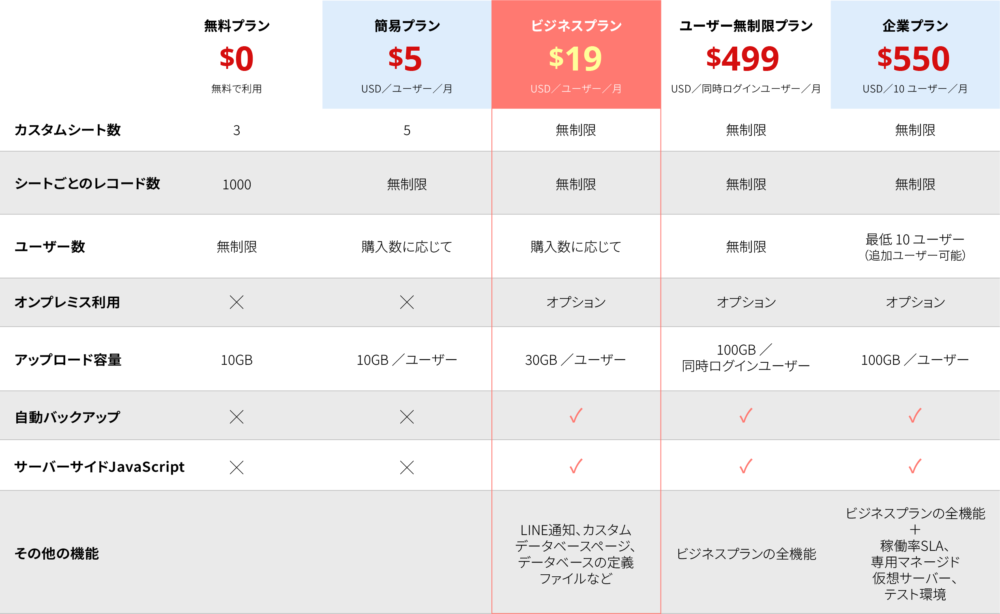 無料プラン 簡易プラン ビジネスプラン ユーザー無制限プラン 企業プラン
$0 $5 $19 $499 $550
無料で利用 USD／ユーザー／月 USD／ユーザー／月 USD／同時ログインユーザー／月 USD／10 ユーザー／月
カスタムシート数 3 5 無制限 無制限 無制限
シートごとのレコード数 1000 無制限 無制限 無制限 無制限
ユーザー数 無制限 購入数に応じて 購入数に応じて 無制限 最低 10 ユーザー
（追加ユーザー可能）
オンプレミス利用 × × オプション オプション オプション
アップロード容量 10GB 10GB ／ユーザー 30GB ／ユーザー 100GB ／
同時ログインユーザー 100GB ／ユーザー
自動バックアップ × × ✓ ✓ ✓
サーバーサイドJavaScript × × ✓ ✓ ✓
その他の機能
LINE通知、カスタム
データベースページ、
データベースの定義
ファイルなど
ビジネスプランの全機能
ビジネスプランの全機能
＋
稼働率SLA、
専用マネージド
仮想サーバー、
テスト環境